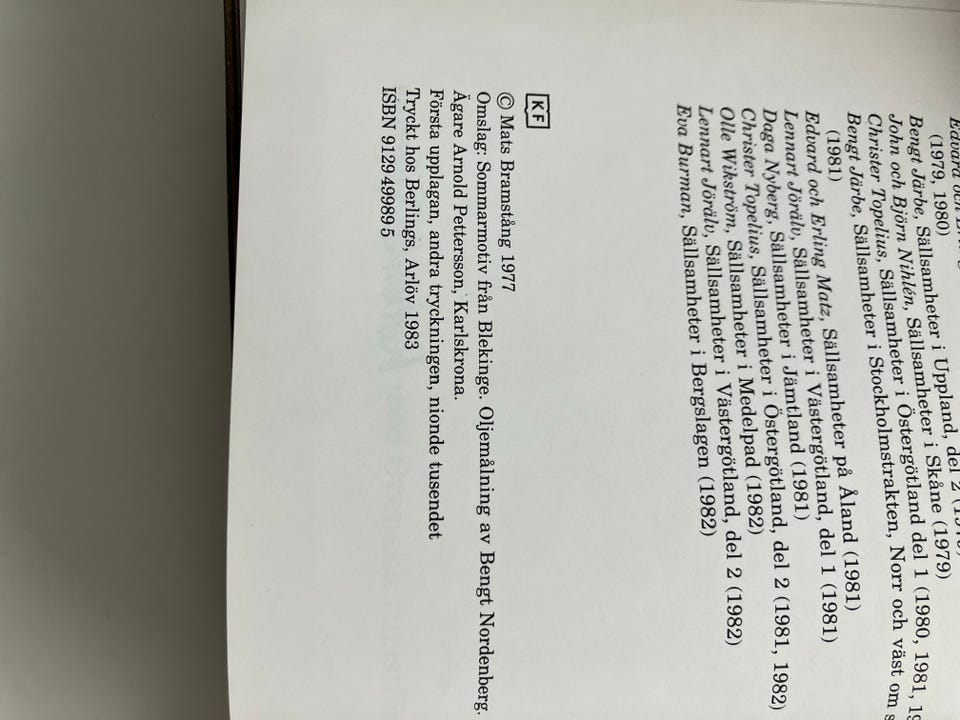 (1979, 1980)
Bengt Järbe, Sällsamheter i Uppland, del 2
John och Björn Nihlén, Sällsamheter i Skåne (1979)
Christer Topelius, Sällsamheter i Östergötland del 1 (1980, 1981,
Bengt Järbe, Sällsamheter i Stockholmstrakten, Norr och väst om
(1981)
Edvard och Erling Matz, Sällsamheter på Åland (1981)
Lennart Jörälv, Sällsamheter i Västergötland, del 1 (1981)
Daga Nyberg, Sällsamheter i Jämtland (1981)
Christer Topelius, Sällsamheter i Östergötland, del 2 (1981, 1982)
Olle Wikström, Sällsamheter i Medelpad (1982)
Lennart Jörälv, Sällsamheter i Västergötland, del 2 (1982)
Eva Burman, Sällsamheter i Bergslagen (1982)
KF
© Mats Bramstång 1977
Omslag: Sommarmotiv från Blekinge. Oljemålning av Bengt Nordenberg.
Ägare Arnold Pettersson, Karlskrona.
Första upplagan, andra tryckningen, nionde tusendet
Tryckt hos Berlings, Arlöv 1983
ISBN 9129 49989 5